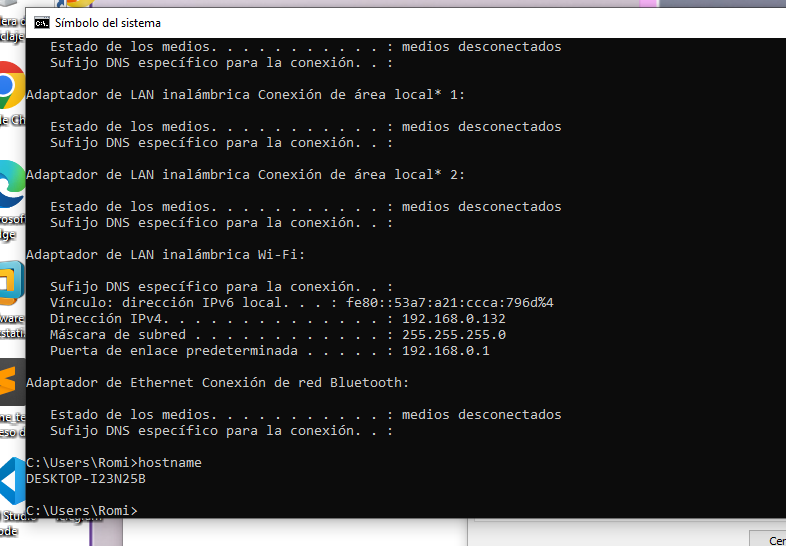 Símbolo del sistema
Estado de los medios. . . . . . . . . . . : medios desconectados
Sufijo DNS específico para la conexión. . :
Adaptador de LAN inalámbrica Conexión de área local* 1:
Estado de los medios. . . . . . . . . . . : medios desconectados
Sufijo DNS específico para la conexión. . :
Adaptador de LAN inalámbrica Conexión de área local* 2:
Estado de los medios. . . . . . . . . . . : medios desconectados
Sufijo DNS específico para la conexión. . :
Adaptador de LAN inalámbrica Wi-Fi:
Sufijo DNS específico para la conexión. . :
Vínculo: dirección IPv6 local. . . : fe80::53a7:a21:ccca:796d%4
Dirección IPv4. . . . . . . . . . . . . . : 192.168.0.132
Máscara de subred . . . . . . . . . . . . : 255.255.255.0
Puerta de enlace predeterminada . . . . . : 192.168.0.1
Adaptador de Ethernet Conexión de red Bluetooth:
Estado de los medios. . . . . . . . . . . : medios desconectados
Sufijo DNS específico para la conexión. . :
C:\Users\Romi>hostname
DESKTOP-I23N25B
C:\Users\Romi>